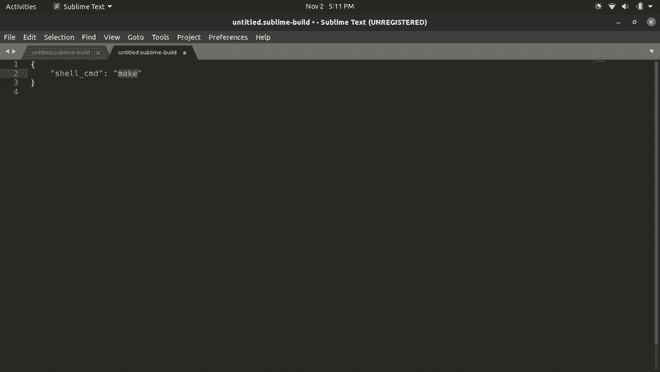 Activities Sublime Text Nov 2 5:11 PM
untitled.sublime-build • - Sublime Text (UNREGISTERED)
File Edit Selection Find View Goto Tools Project Preferences Help
untitled.sublime-build × untitled.sublime-build
1 {
2 "shell_cmd": "make"
3 }
4